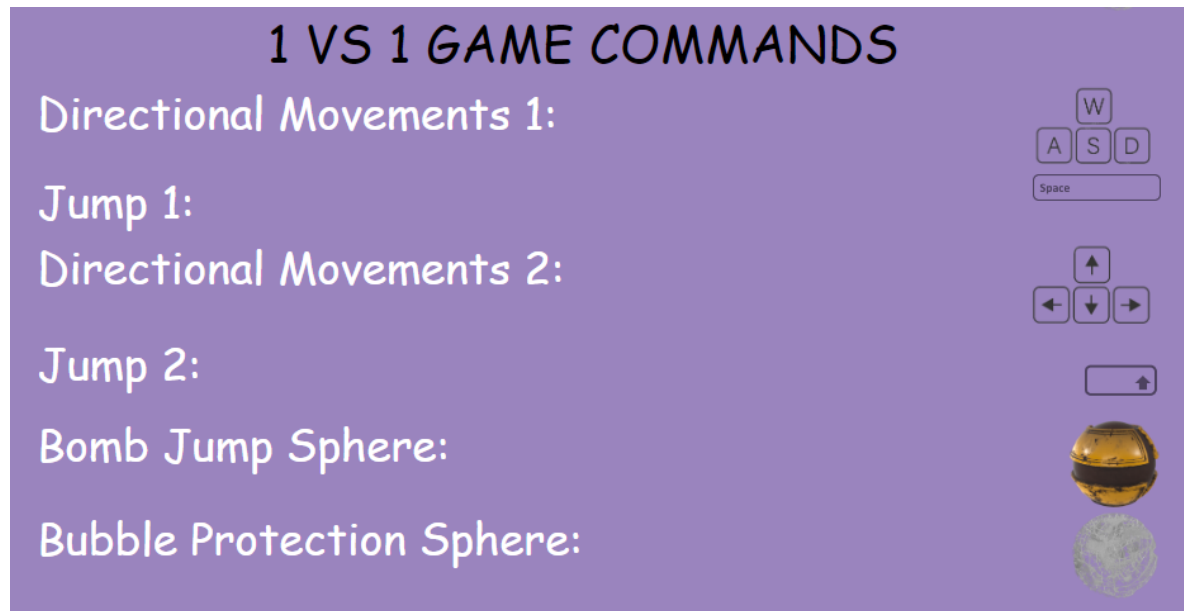 1 VS 1 GAME COMMANDS
Directional Movements 1:
W
A S D
Jump 1:
Space
Directional Movements 2:
Jump 2:
Bomb Jump Sphere:
Bubble Protection Sphere: